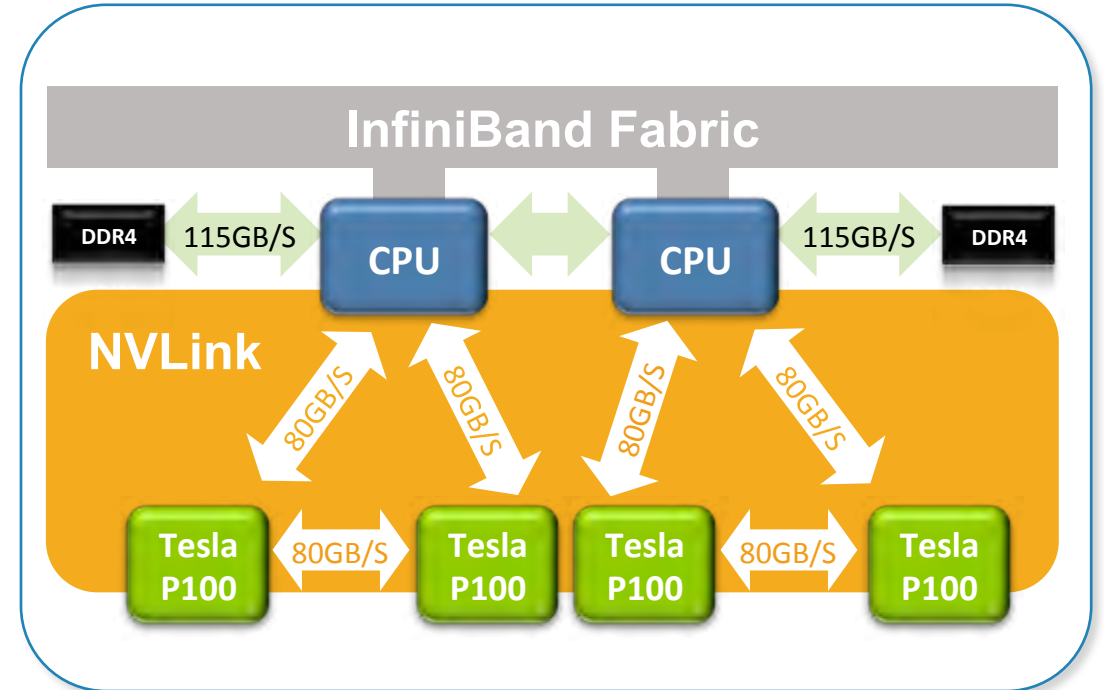 InfiniBand Fabric
DDR4
115GB/S
CPU
CPU
115GB/S
DDR4
NVLink
80GB/S
80GB/S
80GB/S
80GB/S
Tesla
P100
80GB/S
Tesla
P100
Tesla
P100
80GB/S
Tesla
P100